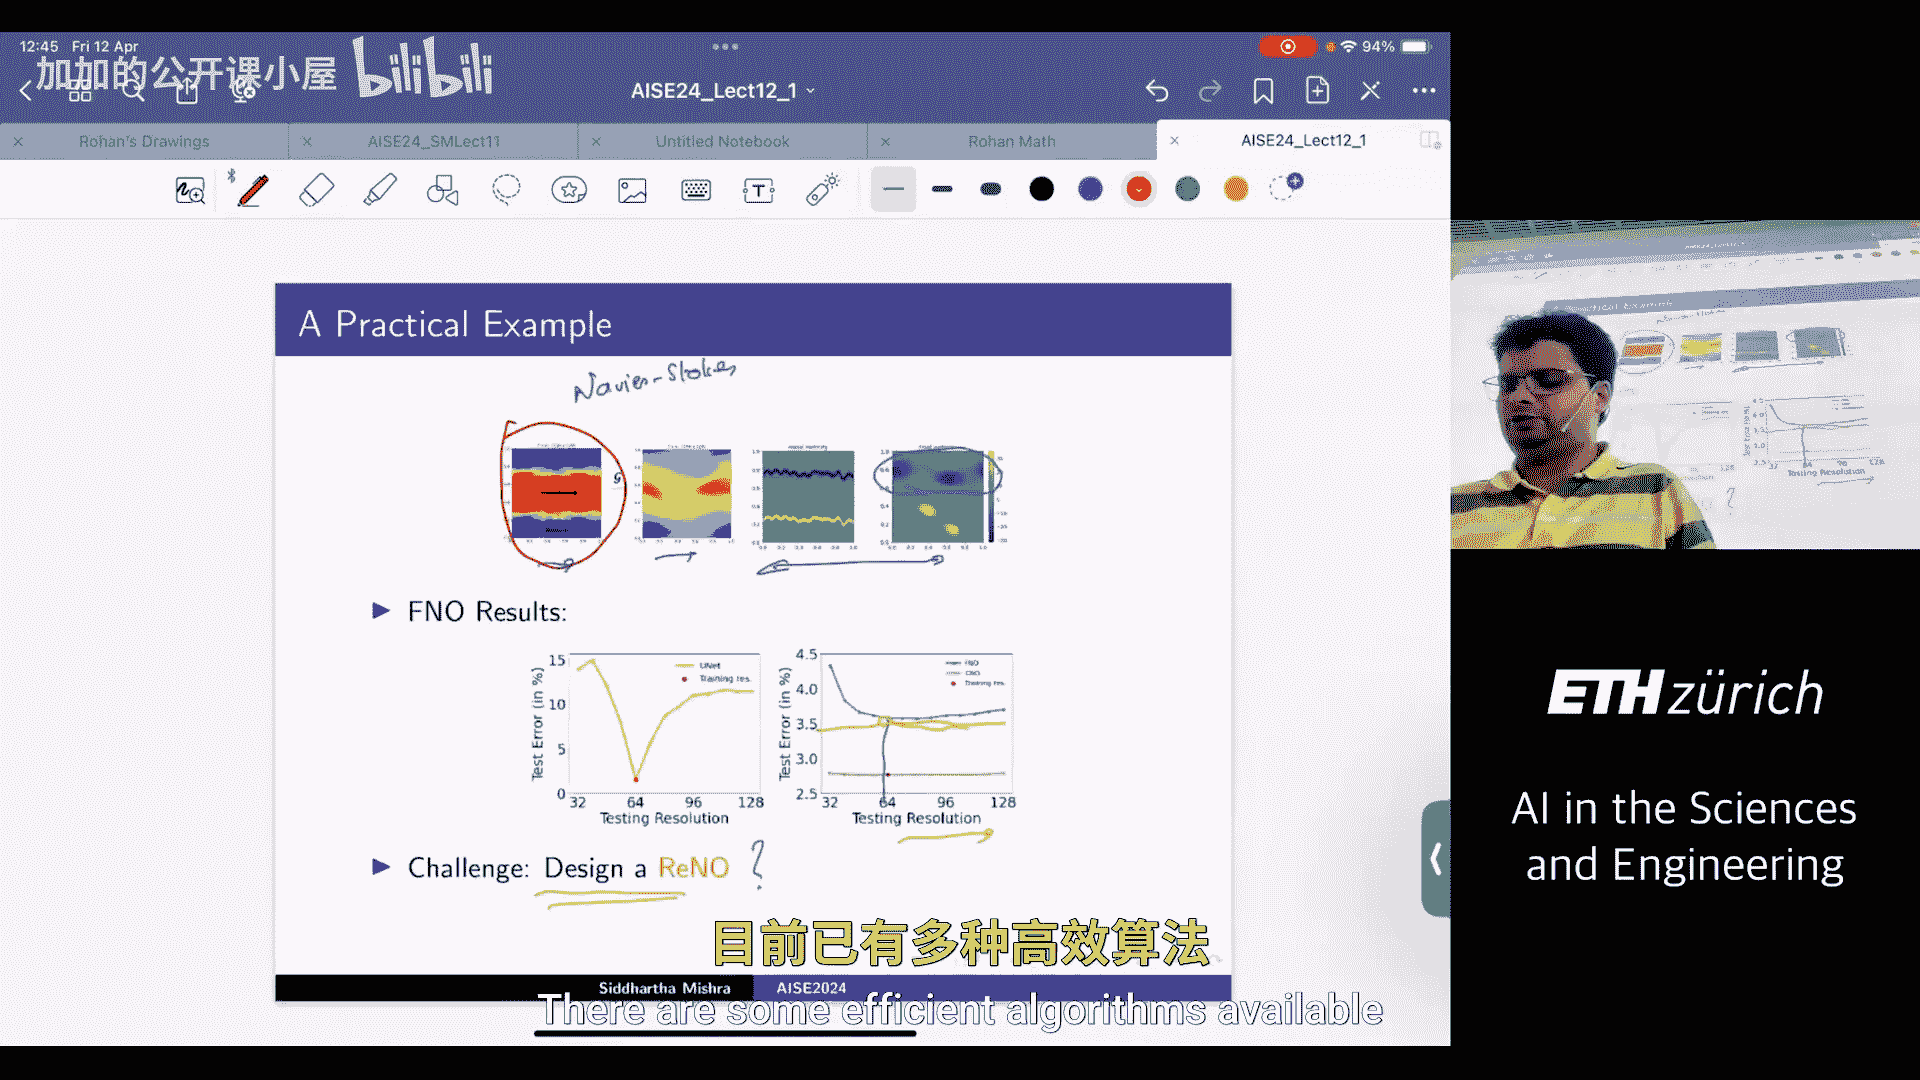 12:45 Fri 12 Apr
94%
加加的公开课小屋 bilibili
AISE24_Lect12_1
Rohan's Drawings
AISE24_SMLect11
Untitled Notebook
Rohan Math
AISE24_Lect12_1
A Practical Example
Navier-Stokes
FNO Results:
15
10
5
0
32 64 96 128
Test Error (in %)
Testing Resolution
UNet
Training res.
4.5
4.0
3.5
3.0
2.5
32 64 96 128
Test Error (in %)
Testing Resolution
FNO
CNO
Training res.
Challenge: Design a ReNO ?
目前已有多种高效算法
Siddhartha Mishra AISE2024
There are some efficient algorithms available
ETH zürich
AI in the Sciences
and Engineering